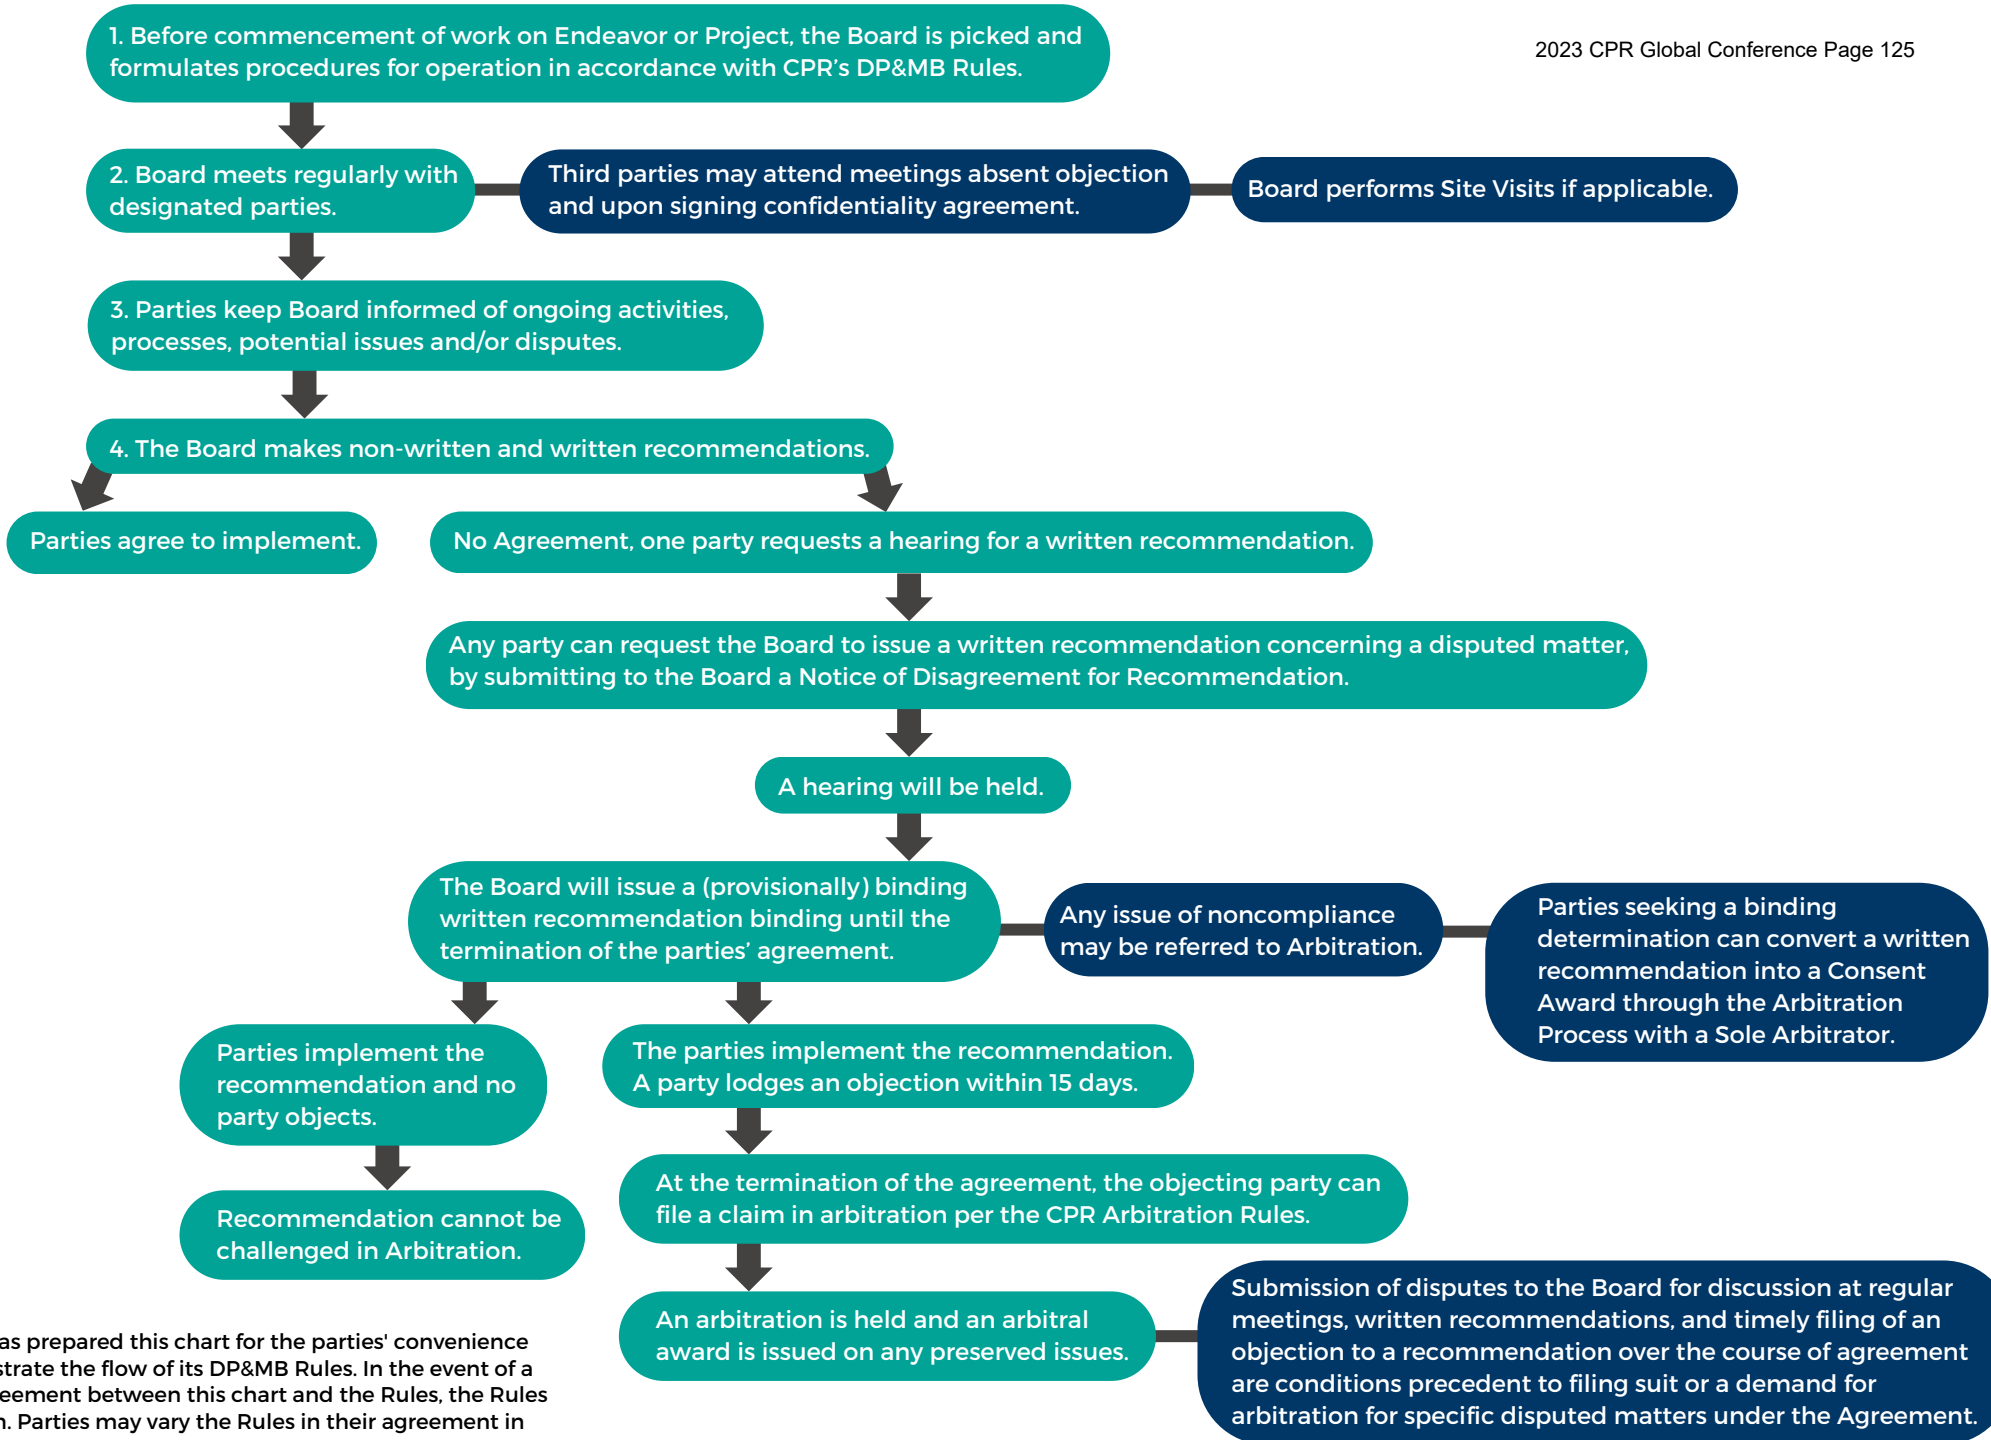 2023 CPR Global Conference Page 125
1. Before commencement of work on Endeavor or Project, the Board is picked and
formulates procedures for operation in accordance with CPR's DP&MB Rules.
2. Board meets regularly with
designated parties.
Third parties may attend meetings absent objection
and upon signing confidentiality agreement.
Board performs Site Visits if applicable.
3. Parties keep Board informed of ongoing activities,
processes, potential issues and/or disputes.
4. The Board makes non-written and written recommendations.
Parties agree to implement.
No Agreement, one party requests a hearing for a written recommendation.
Any party can request the Board to issue a written recommendation concerning a disputed matter,
by submitting to the Board a Notice of Disagreement for Recommendation.
A hearing will be held.
The Board will issue a (provisionally) binding
written recommendation binding until the
termination of the parties' agreement.
Any issue of noncompliance
may be referred to Arbitration.
Parties seeking a binding
determination can convert a written
recommendation into a Consent
Award through the Arbitration
Process with a Sole Arbitrator.
Parties implement the
recommendation and no
party objects.
The parties implement the recommendation.
A party lodges an objection within 15 days.
Recommendation cannot be
challenged in Arbitration.
At the termination of the agreement, the objecting party can
file a claim in arbitration per the CPR Arbitration Rules.
An arbitration is held and an arbitral
award is issued on any preserved issues.
Submission of disputes to the Board for discussion at regular
meetings, written recommendations, and timely filing of an
objection to a recommendation over the course of agreement
are conditions precedent to filing suit or a demand for
arbitration for specific disputed matters under the Agreement.
as prepared this chart for the parties' convenience
strate the flow of its DP&MB Rules. In the event of a
eement between this chart and the Rules, the Rules
n. Parties may vary the Rules in their agreement in